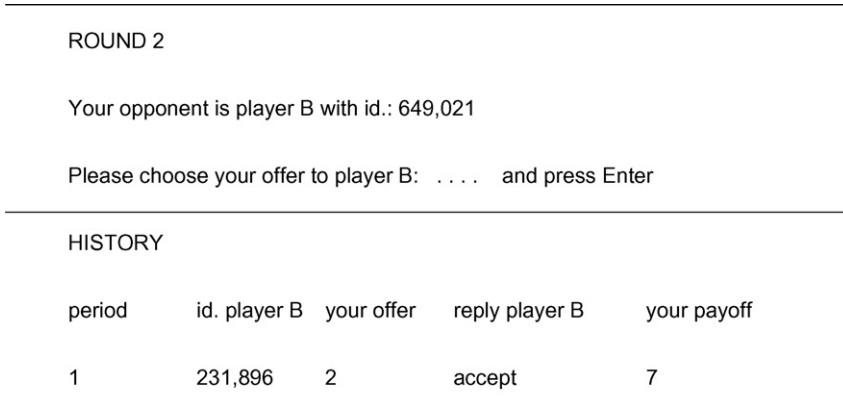 ROUND 2
Your opponent is player B with id.: 649,021
Please choose your offer to player B: . . . . and press Enter
HISTORY
period id. player B your offer reply player B your payoff
1 231,896 2 accept 7